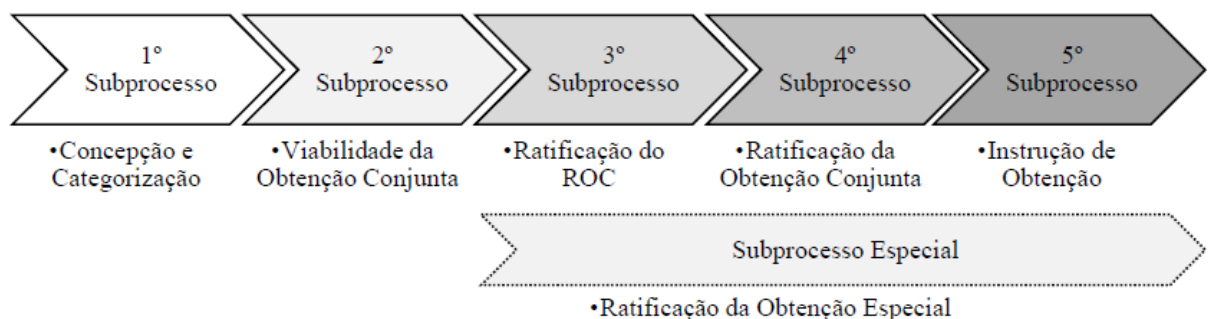 1º
Subprocesso
2º
Subprocesso
3º
Subprocesso
4º
Subprocesso
5º
Subprocesso
•Concepção e
Categorização
•Viabilidade da
Obtenção Conjunta
•Ratificação do
ROC
•Ratificação da
Obtenção Conjunta
•Instrução de
Obtenção
Subprocesso Especial
•Ratificação da Obtenção Especial